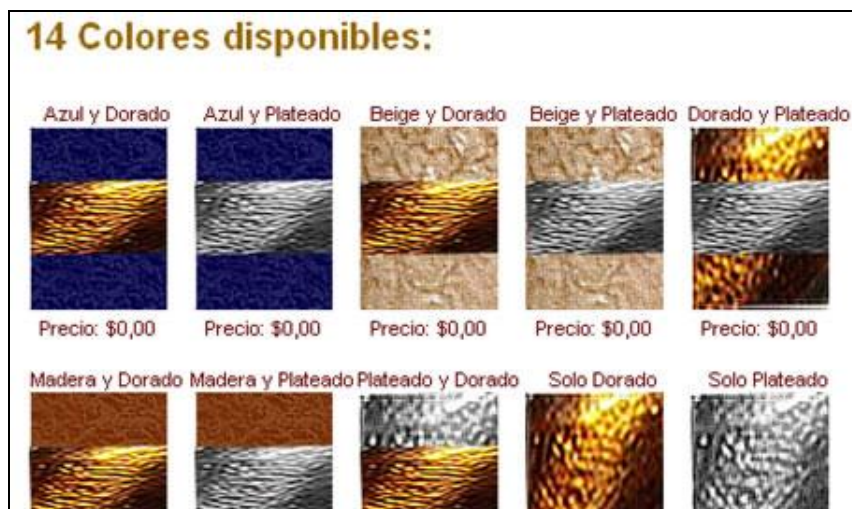 14 Colores disponibles:
Azul y Dorado Azul y Plateado Beige y Dorado Beige y Plateado Dorado y Plateado
Precio: $0,00 Precio: $0,00 Precio: $0,00 Precio: $0,00 Precio: $0,00
Madera y Dorado Madera y Plateado Plateado y Dorado Solo Dorado Solo Plateado